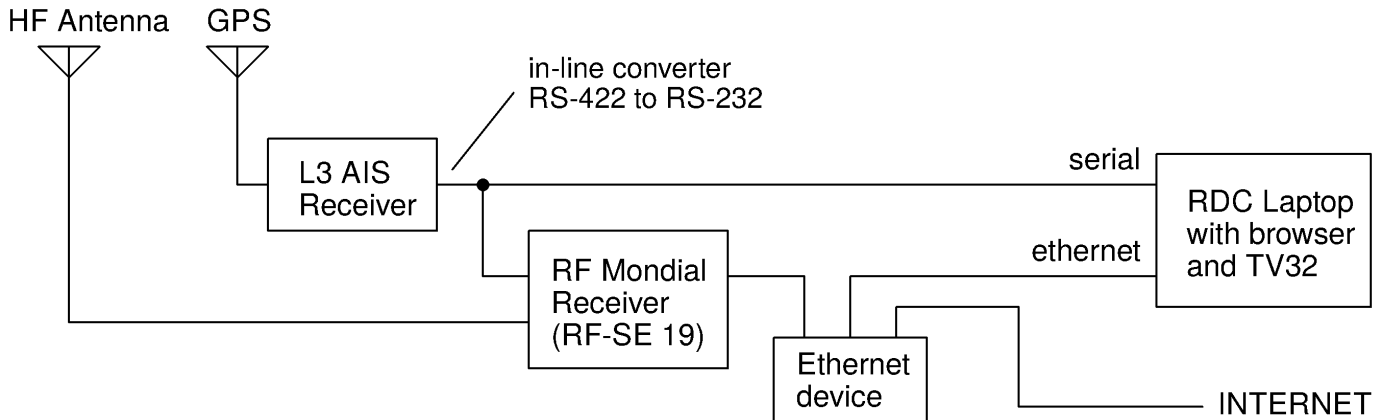 HF Antenna
GPS
in-line converter
RS-422 to RS-232
L3 AIS
Receiver
serial
RDC Laptop
with browser
and TV32
ethernet
RF Mondial
Receiver
(RF-SE 19)
Ethernet
device
INTERNET